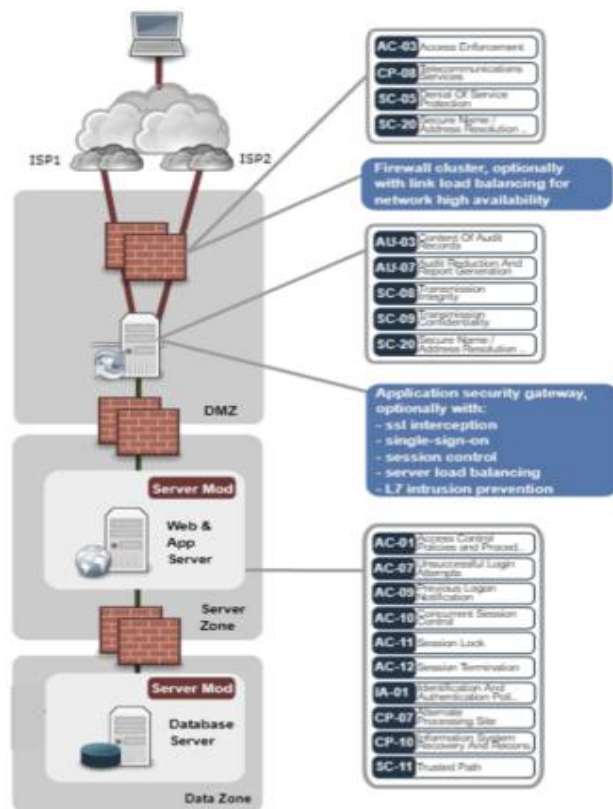 ISP1
ISP2
DMZ
Server Mod
Web &
App
Server
Server
Zone
Server Mod
Database
Server
Data Zone
AC-03 Access Enforcement
CP-08 Telecommunications
Services
SC-05 Denial Of Service
Protection
SC-20 Secure Name /
Address Resolution ..
Firewall cluster, optionally
with link load balancing for
network high availability
AU-03 Content Of Audit
Records
AU-07 Audit Reduction And
Report Generation
SC-08 Transmission
Integrity
SC-09 Transmission
Confidentiality
SC-20 Secure Name /
Address Resolution ..
Application security gateway,
optionally with:
- ssl interception
- single-sign-on
- session control
- server load balancing
- L7 intrusion prevention
AC-01 Access Control
Policies and Proced..
AC-07 Unsuccessful Login
Attempts
AC-09 Previous Logon
Notification
AC-10 Concurrent Session
Control
AC-11 Session Lock
AC-12 Session Termination
IA-01 Identification And
Authentication Poli..
CP-07 Alternate
Processing Site
CP-10 Information System
Recovery And Recons..
SC-11 Trusted Path